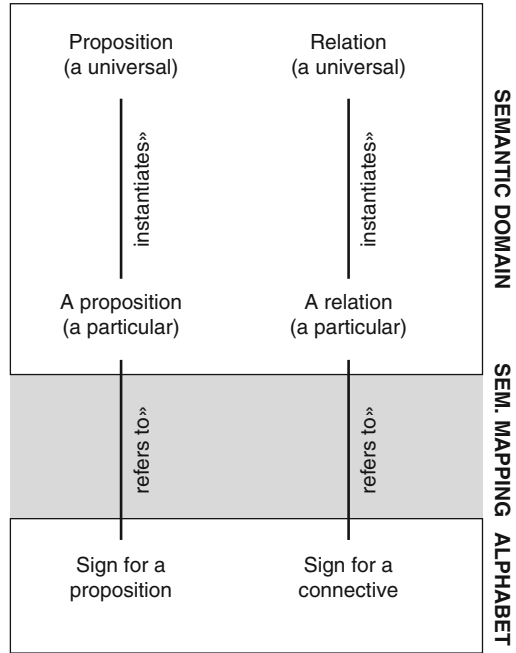 Proposition
(a universal)
Relation
(a universal)
instantiates»
instantiates»
A proposition
(a particular)
A relation
(a particular)
refers to»
refers to»
Sign for a
proposition
Sign for a
connective
SEMANTIC DOMAIN
SEM. MAPPING
ALPHABET